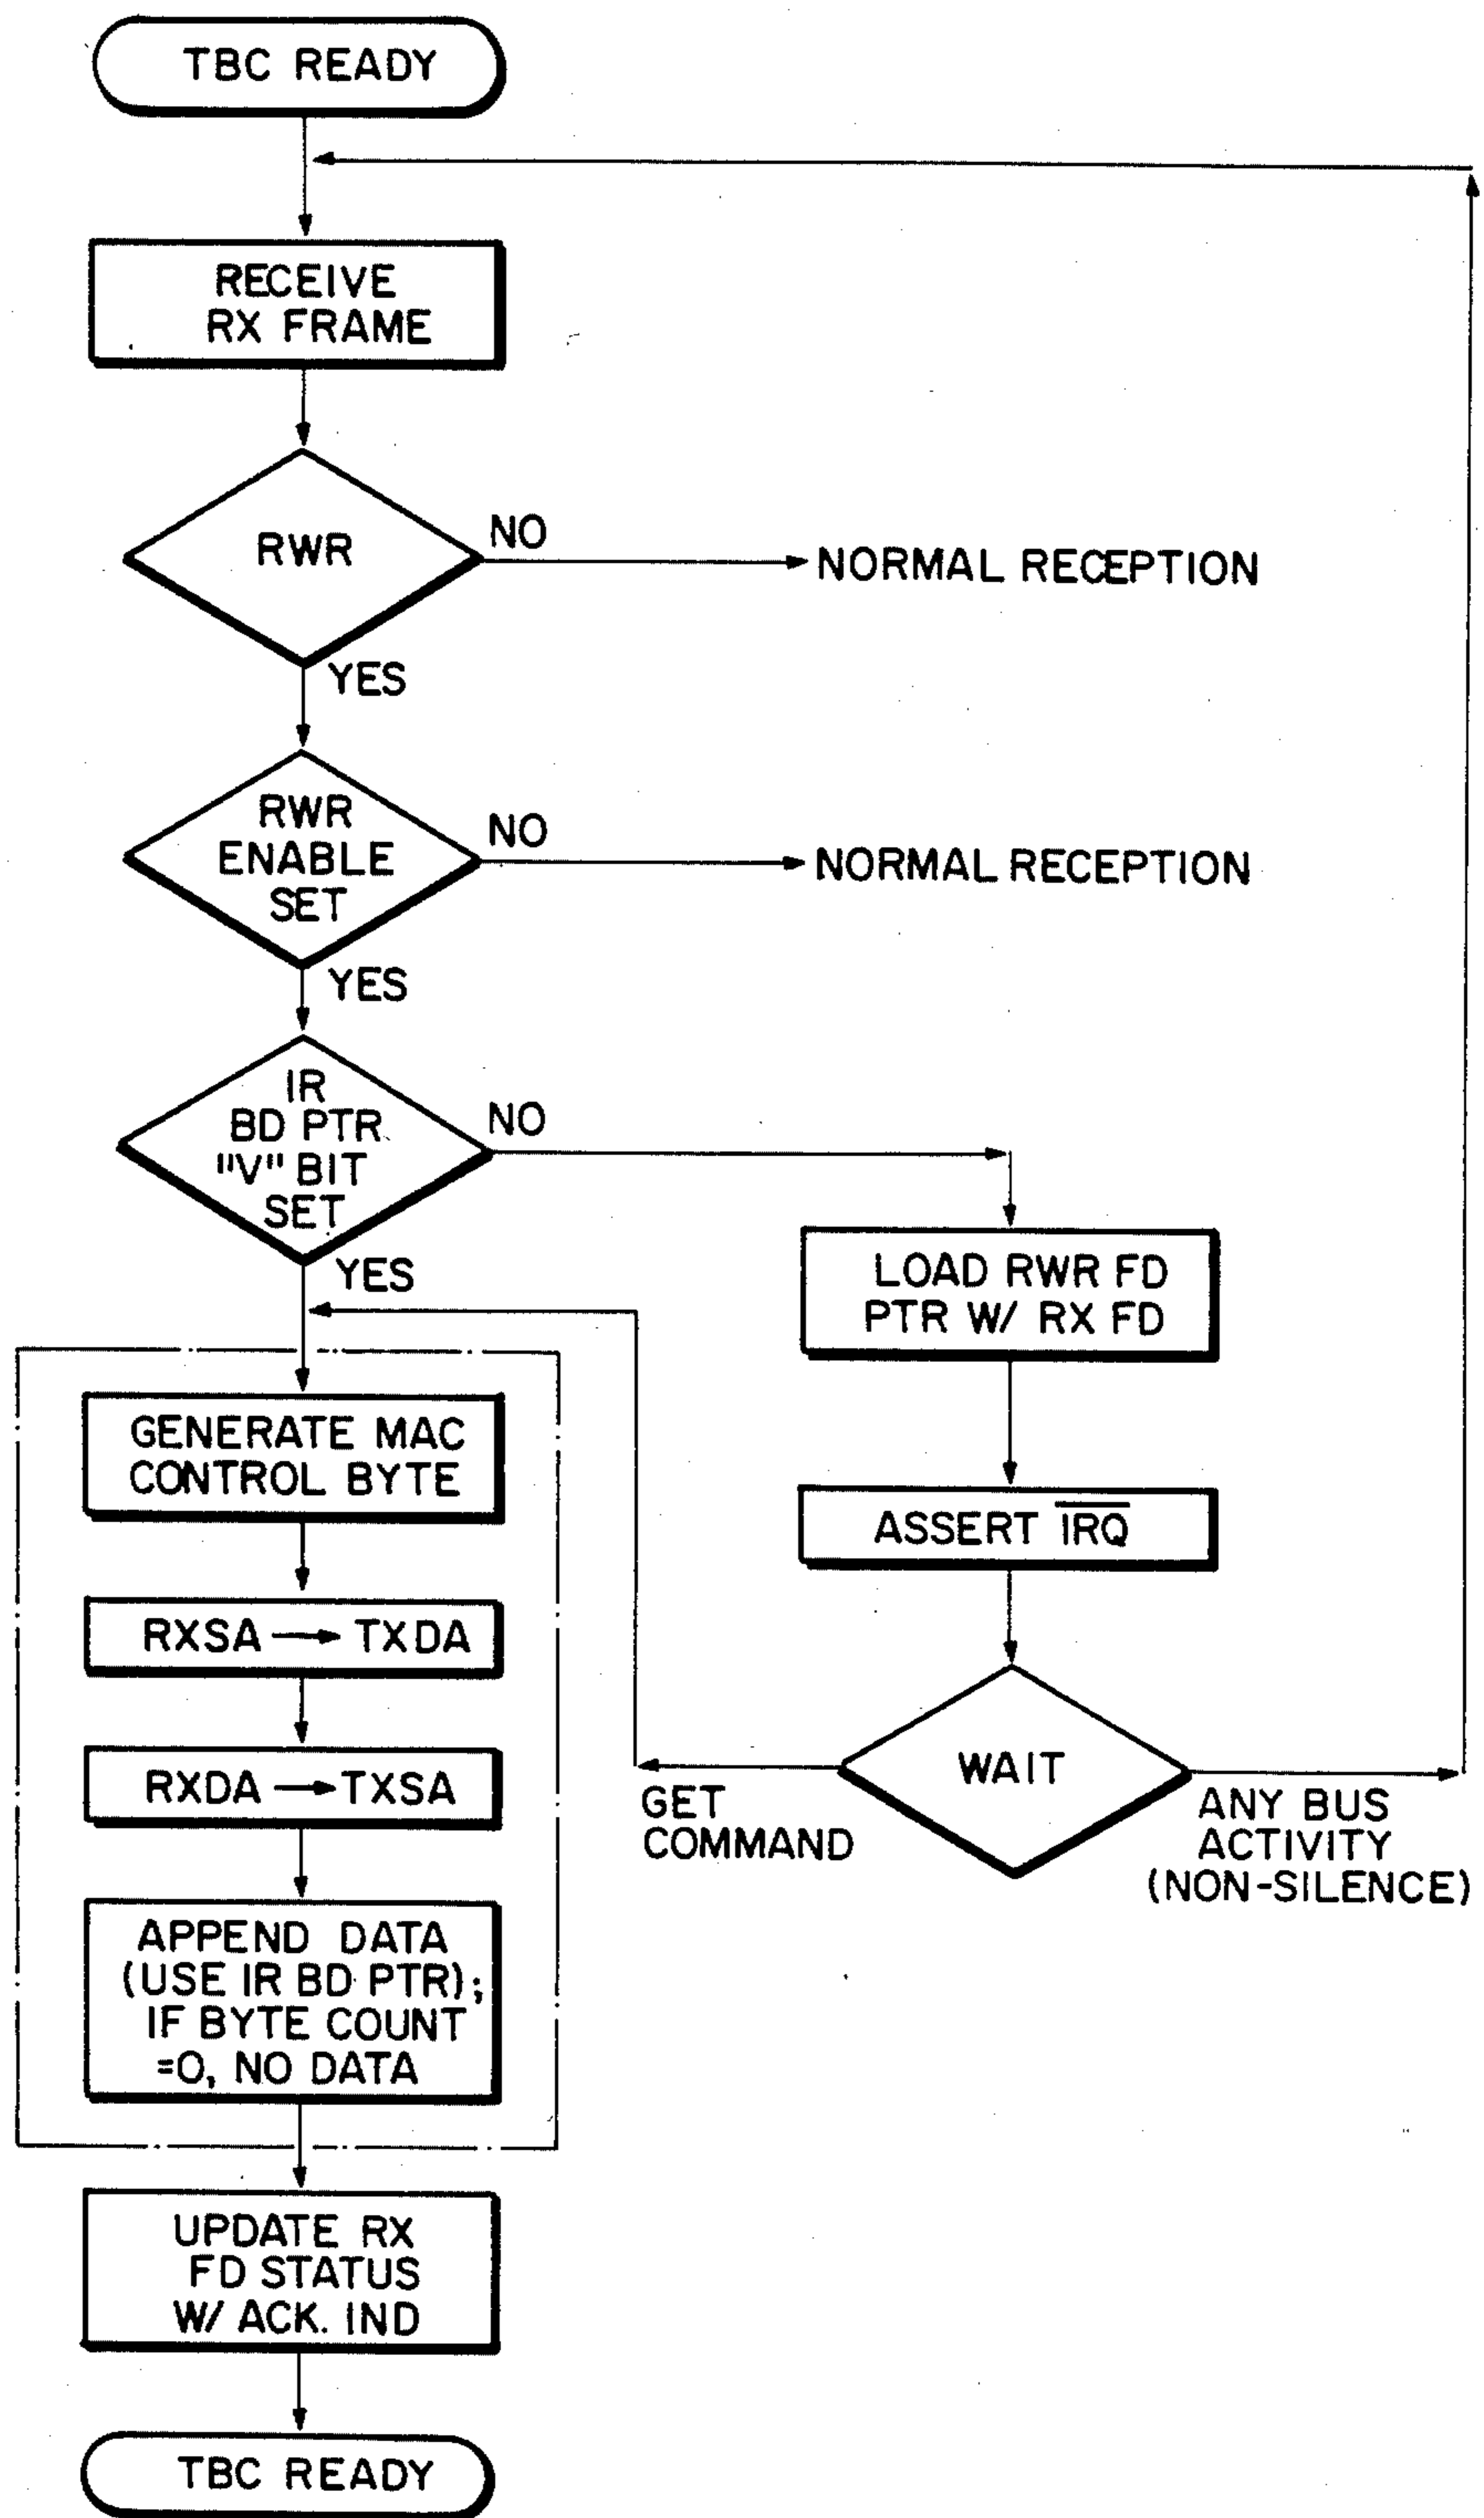 TBC READY
RECEIVE
RX FRAME
RWR
NO
NORMAL RECEPTION
YES
RWR
ENABLE
SET
NO
NORMAL RECEPTION
YES
IR
BD PTR
"V" BIT
SET
NO
YES
LOAD RWR FD
PTR W/ RX FD
ASSERT IRQ
WAIT
GET
COMMAND
ANY BUS
ACTIVITY
(NON-SILENCE)
GENERATE MAC
CONTROL BYTE
RXSA → TXDA
RXDA → TXSA
APPEND DATA
(USE IR BD PTR);
IF BYTE COUNT
=0, NO DATA
UPDATE RX
FD STATUS
W/ ACK. IND
TBC READY